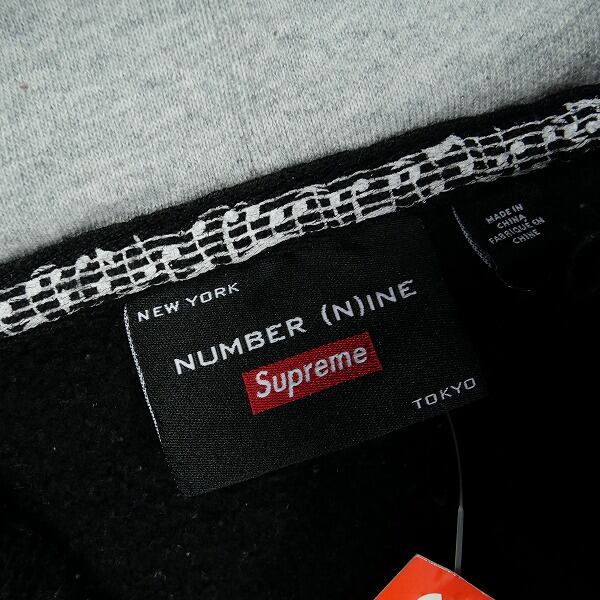 MADE IN
CHINA
FABRIQUE EN
CHINE
NEW YORK
NUMBER (N)INE
Supreme
TOKYO